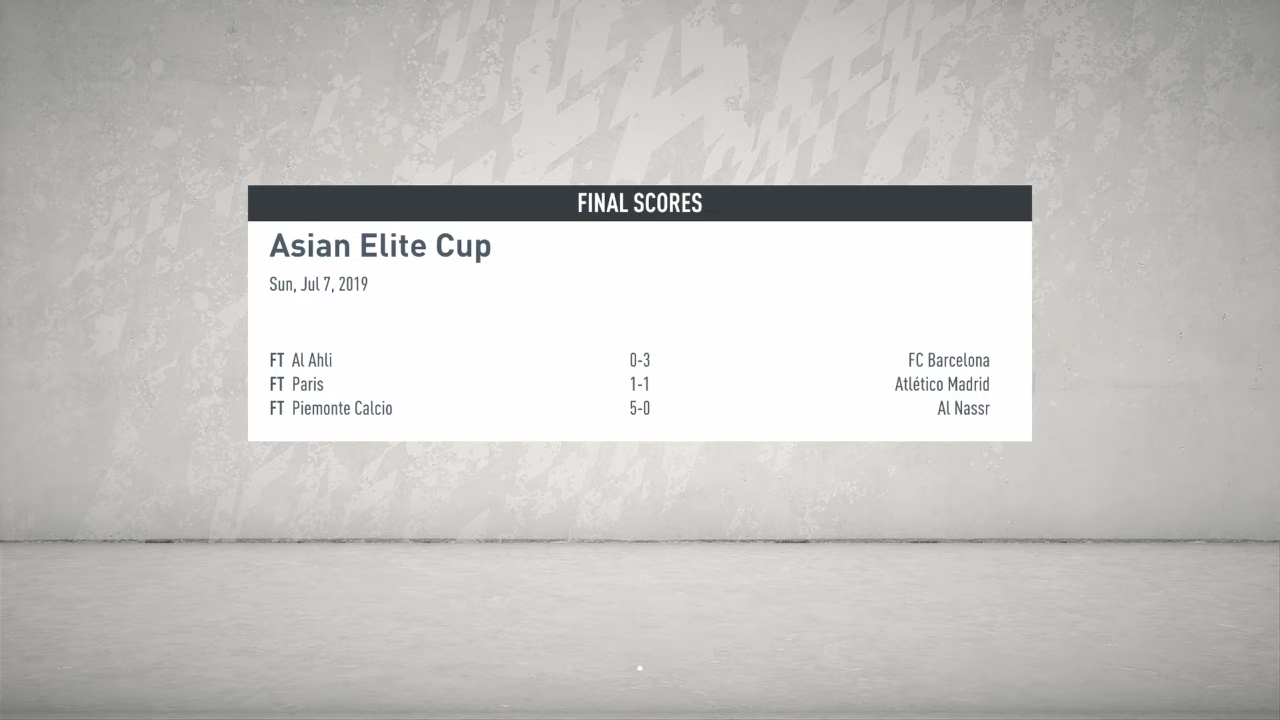 FINAL SCORES
Asian Elite Cup
Sun, Jul 7, 2019
FT Al Ahli 0-3 FC Barcelona
FT Paris 1-1 Atlético Madrid
FT Piemonte Calcio 5-0 Al Nassr